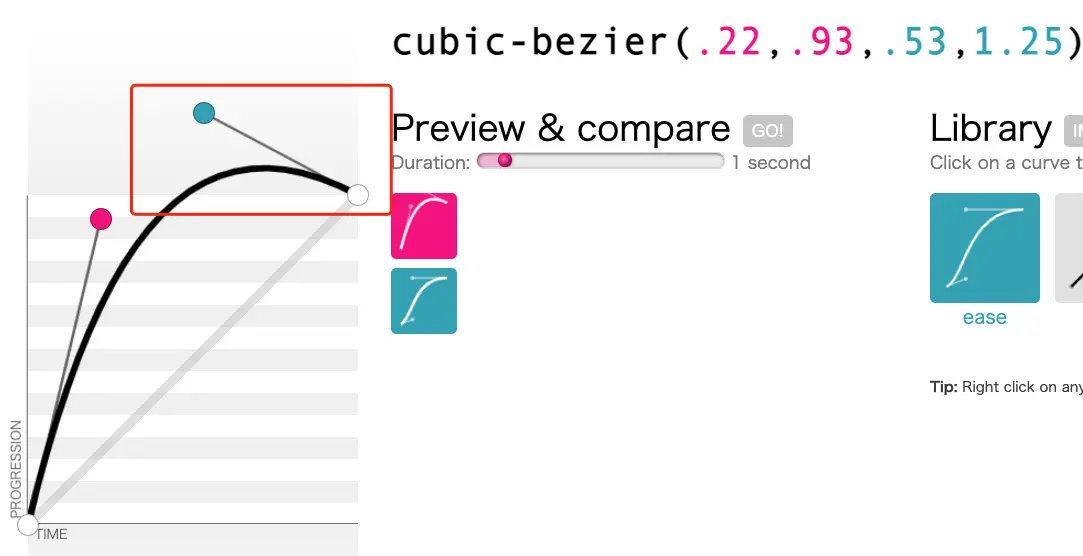 cubic-bezier(.22,.93,.53,1.25)
Preview & compare GO!
Duration: 1 second
Library
Click on a curve
ease
Tip: Right click on any
PROGRESSION
TIME